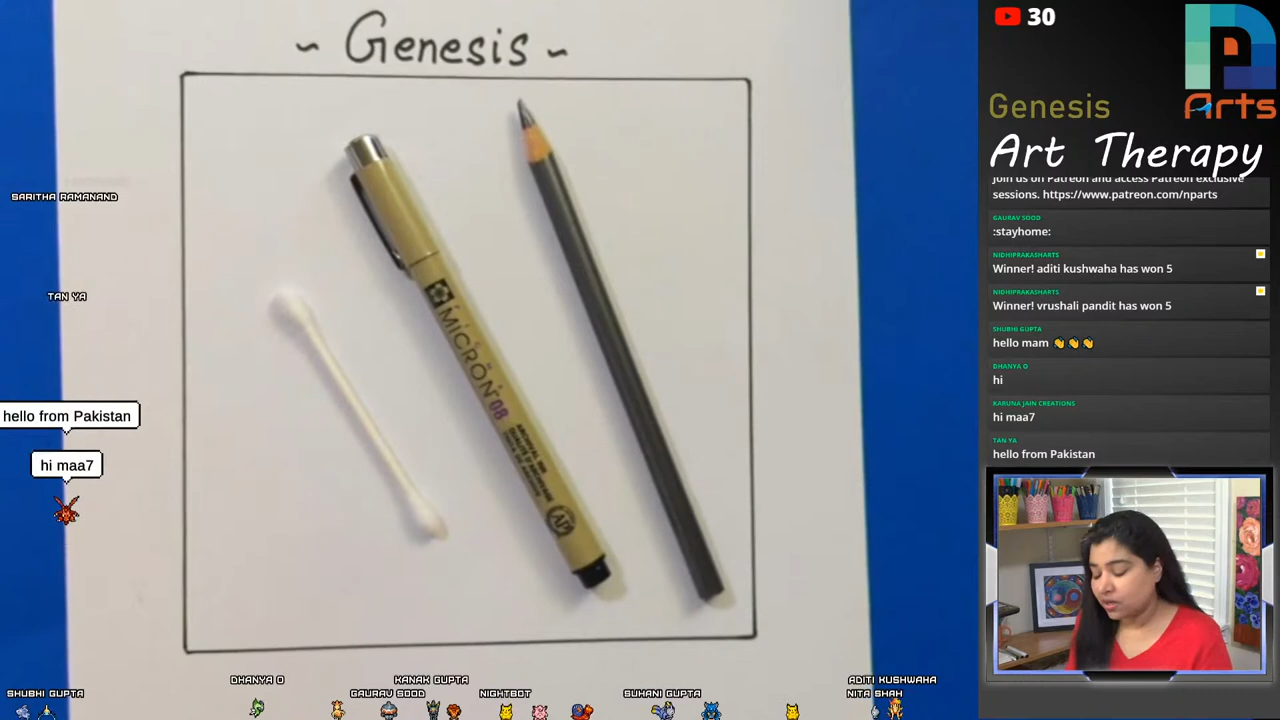 ~ Genesis ~
MICRON 08
ARCHIVAL INK
SARITHA RAMANAND
TAN YA
hello from Pakistan
hi maa7
30
Arts
Genesis
Art Therapy
Join us on Patreon and access Patreon exclusive
sessions. https://www.patreon.com/nparts
GAURAV SOOD
:stayhome:
NIDHIPRAKASHARTS
Winner! aditi kushwaha has won 5
NIDHIPRAKASHARTS
Winner! vrushali pandit has won 5
SHUBHI GUPTA
hello mam 👏👏👏
DHANYA O
hi
KARUNA JAIN CREATIONS
hi maa7
TAN YA
hello from Pakistan
SHUBHI GUPTA
DHANYA O
KANAK GUPTA
GAURAV SOOD
NIGHTBOT
SUHANI GUPTA
ADITI KUSHWAHA
NITA SHAH